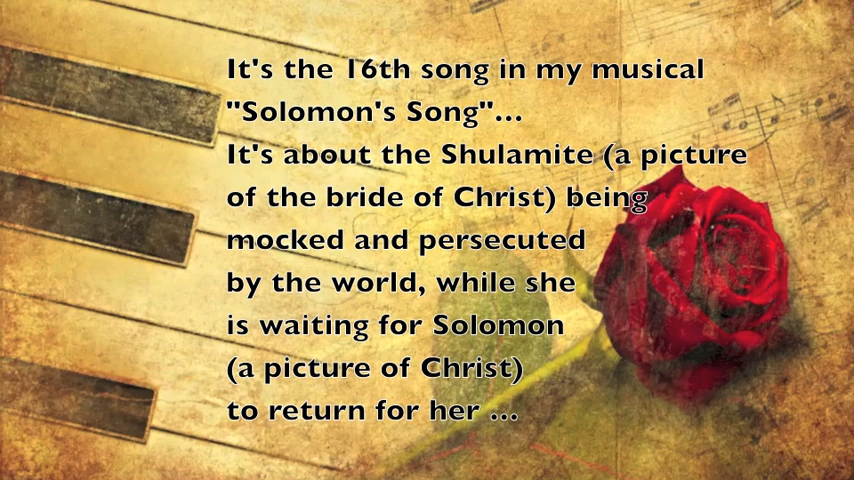 It's the 16th song in my musical
"Solomon's Song"...
It's about the Shulamite (a picture
of the bride of Christ) being
mocked and persecuted
by the world, while she
is waiting for Solomon
(a picture of Christ)
to return for her ...